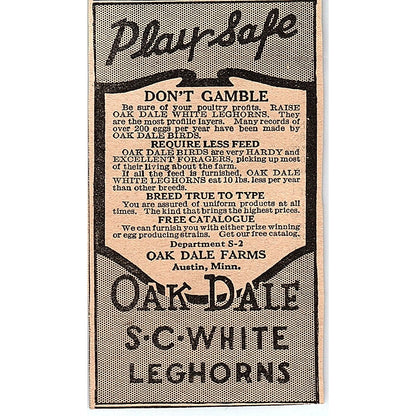 Play Safe
DON'T GAMBLE
Be sure of your poultry profits, RAISE
OAK DALE WHITE LEGHORNS. They
are the most prolific layers. Many records of
over 200 eggs per year have been made by
OAK DALE BIRDS.
REQUIRE LESS FEED
OAK DALE BIRDS are very HARDY and
EXCELLENT FORAGERS, picking up most
of their living about the farm.
If all the feed is furnished, OAK DALE
WHITE LEGHORNS eat 10 lbs. less per year
than other breeds.
BREED TRUE TO TYPE
You are assured of uniform products at all
times. The kind that brings the highest prices.
FREE CATALOGUE
We can furnish you with either prize winning
or egg producing strains. Get our free catalog.
Department S-2
OAK DALE FARMS
Austin, Minn.
OAK DALE
S·C·WHITE
LEGHORNS